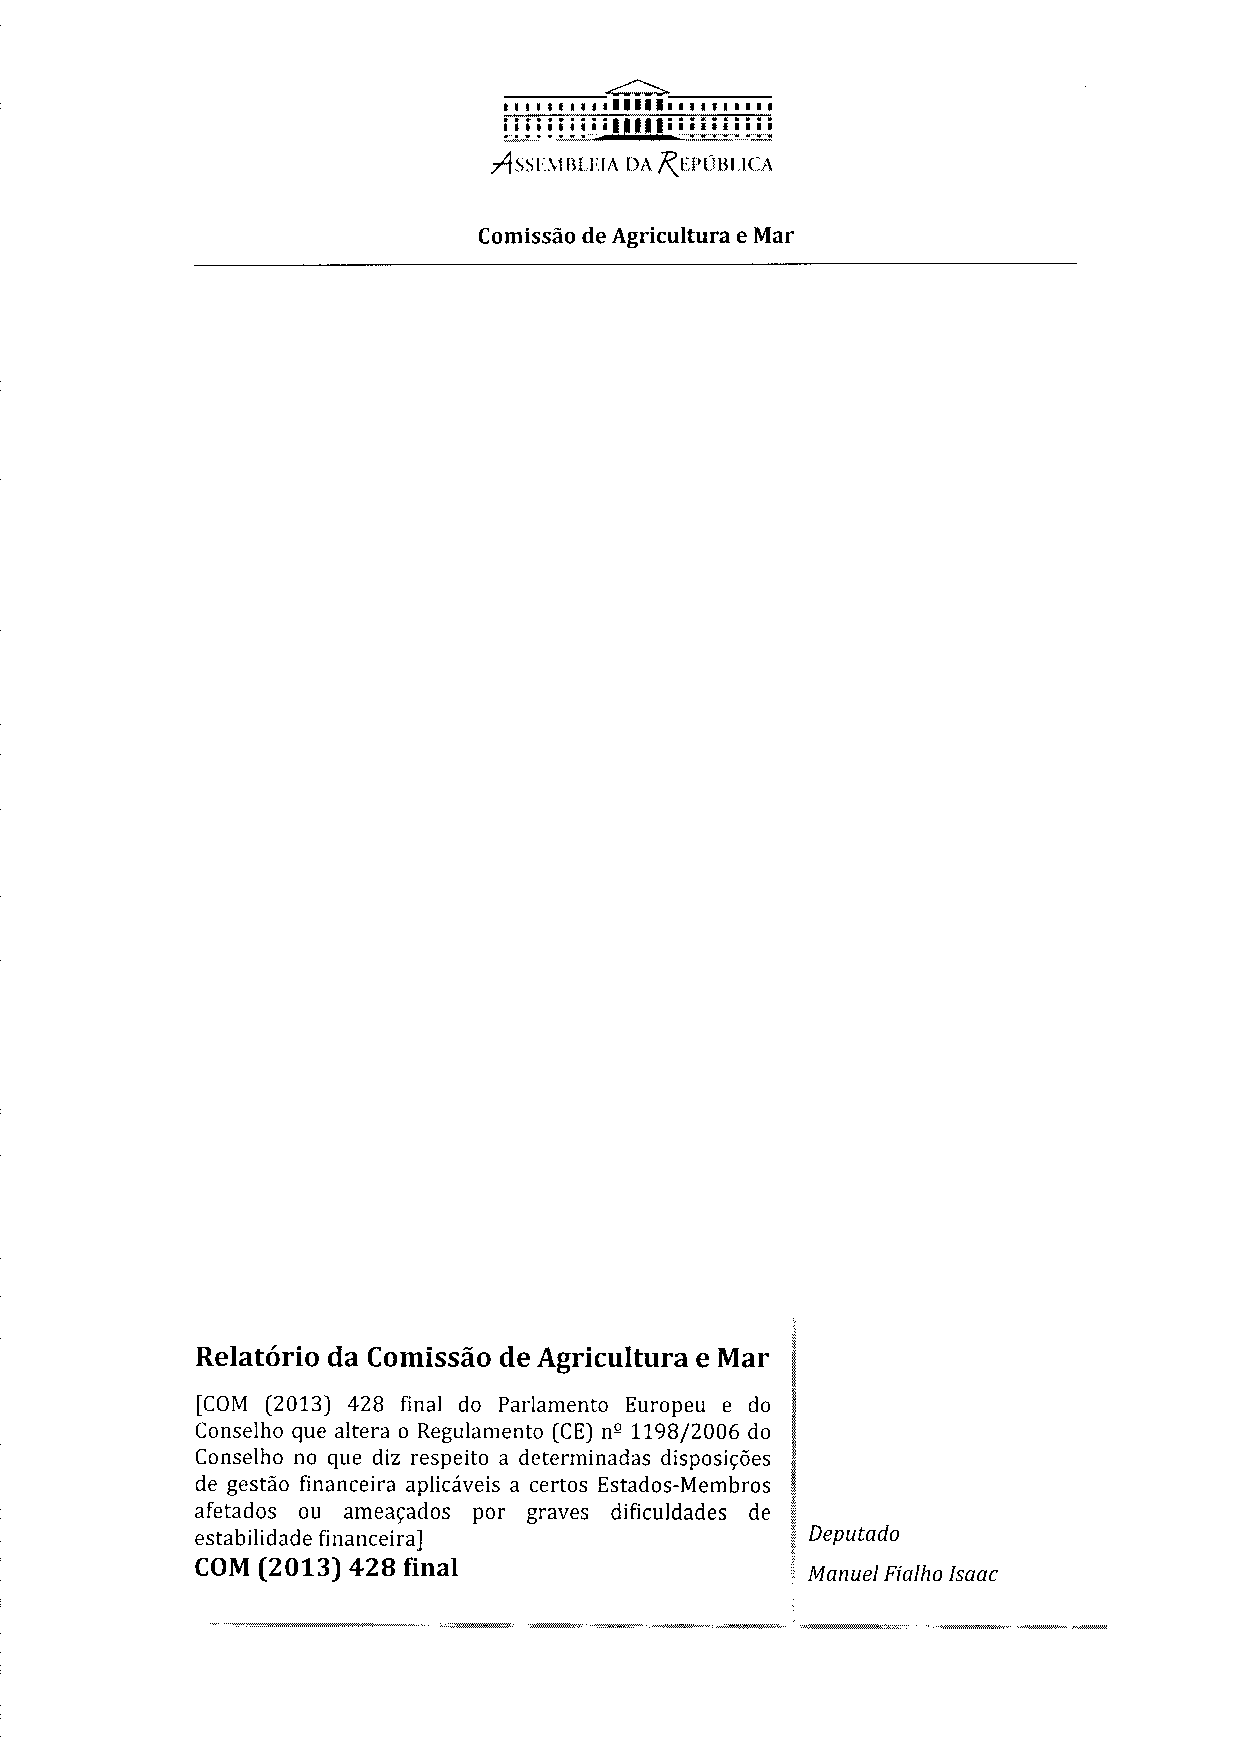 ASSEMBLEIA DA REPÚBLICA
Comissão de Agricultura e Mar
Relatório da Comissão de Agricultura e Mar
[COM (2013) 428 final do Parlamento Europeu e do
Conselho que altera o Regulamento (CE) nº 1198/2006 do
Conselho no que diz respeito a determinadas disposições
de gestão financeira aplicáveis a certos Estados-Membros
afetados ou ameaçados por graves dificuldades de
estabilidade financeira]
COM (2013) 428 final
Deputado
Manuel Fialho Isaac